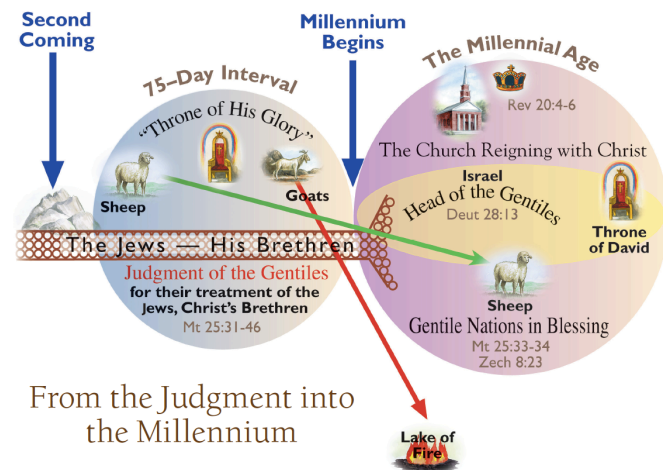 Second
Coming
Millennium
Begins
75–Day Interval
The Millennial Age
"Throne of His Glory"
Sheep
Goats
Rev 20:4-6
The Church Reigning with Christ
Israel
Head of the Gentiles
Deut 28:13
Throne
of David
The Jews — His Brethren
Judgment of the Gentiles
for their treatment of the
Jews, Christ's Brethren
Mt 25:31-46
Sheep
Gentile Nations in Blessing
Mt 25:33-34
Zech 8:23
From the Judgment into
the Millennium
Lake of
Fire